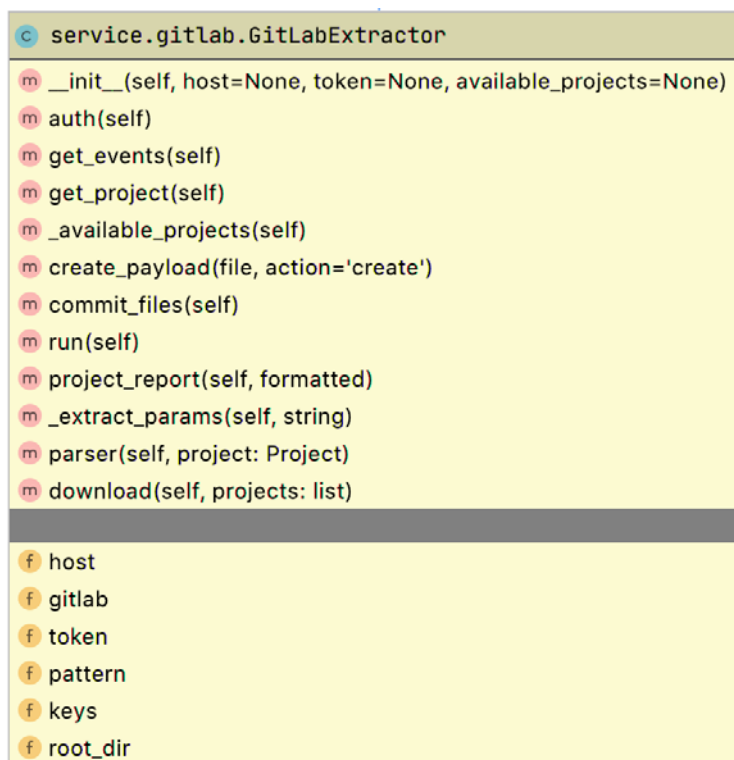 c service.gitlab.GitLabExtractor
m __init__(self, host=None, token=None, available_projects=None)
m auth(self)
m get_events(self)
m get_project(self)
m _available_projects(self)
m create_payload(file, action='create')
m commit_files(self)
m run(self)
m project_report(self, formatted)
m _extract_params(self, string)
m parser(self, project: Project)
m download(self, projects: list)
f host
f gitlab
f token
f pattern
f keys
f root_dir